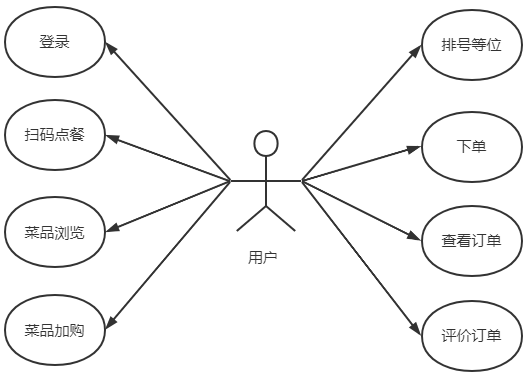 登录
扫码点餐
菜品浏览
菜品加购
用户
排号等位
下单
查看订单
评价订单